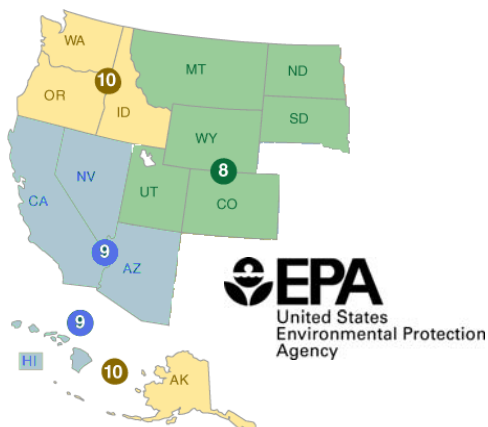 WA
MT
ND
10
OR
ID
SD
WY
8
NV
UT
CA
CO
9
AZ
EPA
United States
Environmental Protection
Agency
9
HI
10
AK